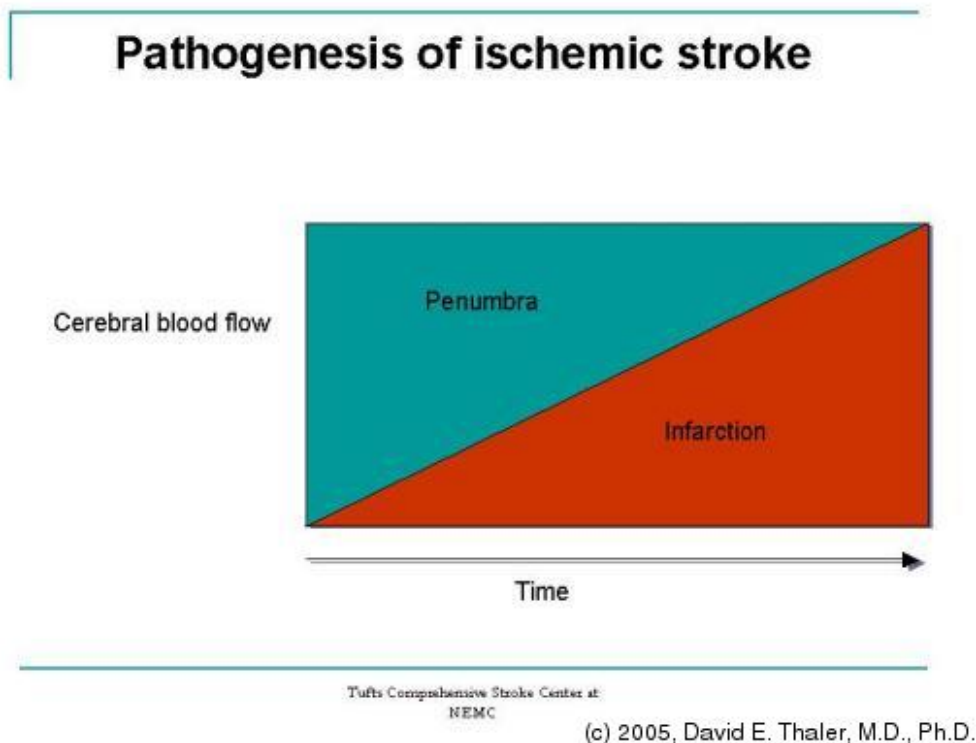 Pathogenesis of ischemic stroke
Penumbra
Cerebral blood flow
Infarction
Time
Tufts Comprehensive Stroke Center at
NEMC
(c) 2005, David E. Thaler, M.D., Ph.D.